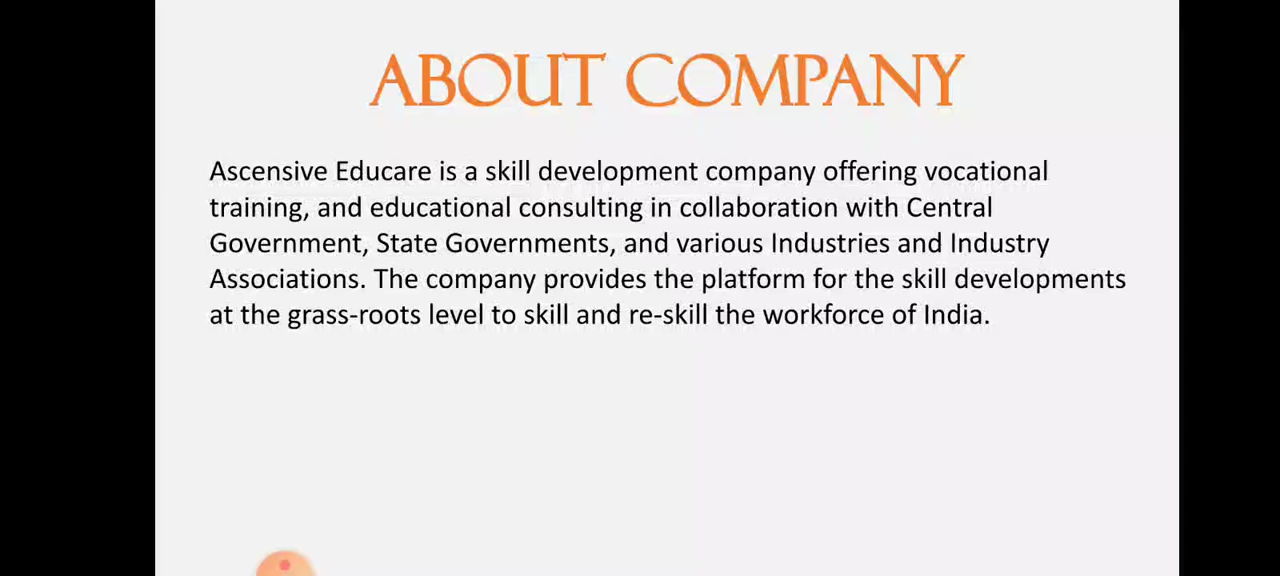 ABOUT COMPANY
Ascensive Educare is a skill development company offering vocational
training, and educational consulting in collaboration with Central
Government, State Governments, and various Industries and Industry
Associations. The company provides the platform for the skill developments
at the grass-roots level to skill and re-skill the workforce of India.